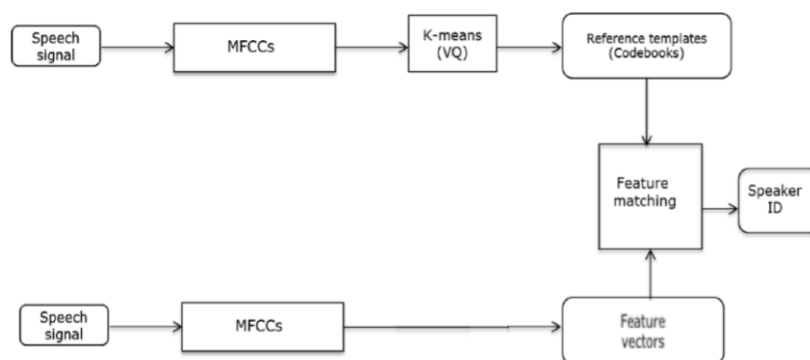 Speech
signal
MFCCs
K-means
(VQ)
Reference templates
(Codebooks)
Feature
matching
Speaker
ID
Speech
signal
MFCCs
Feature
vectors